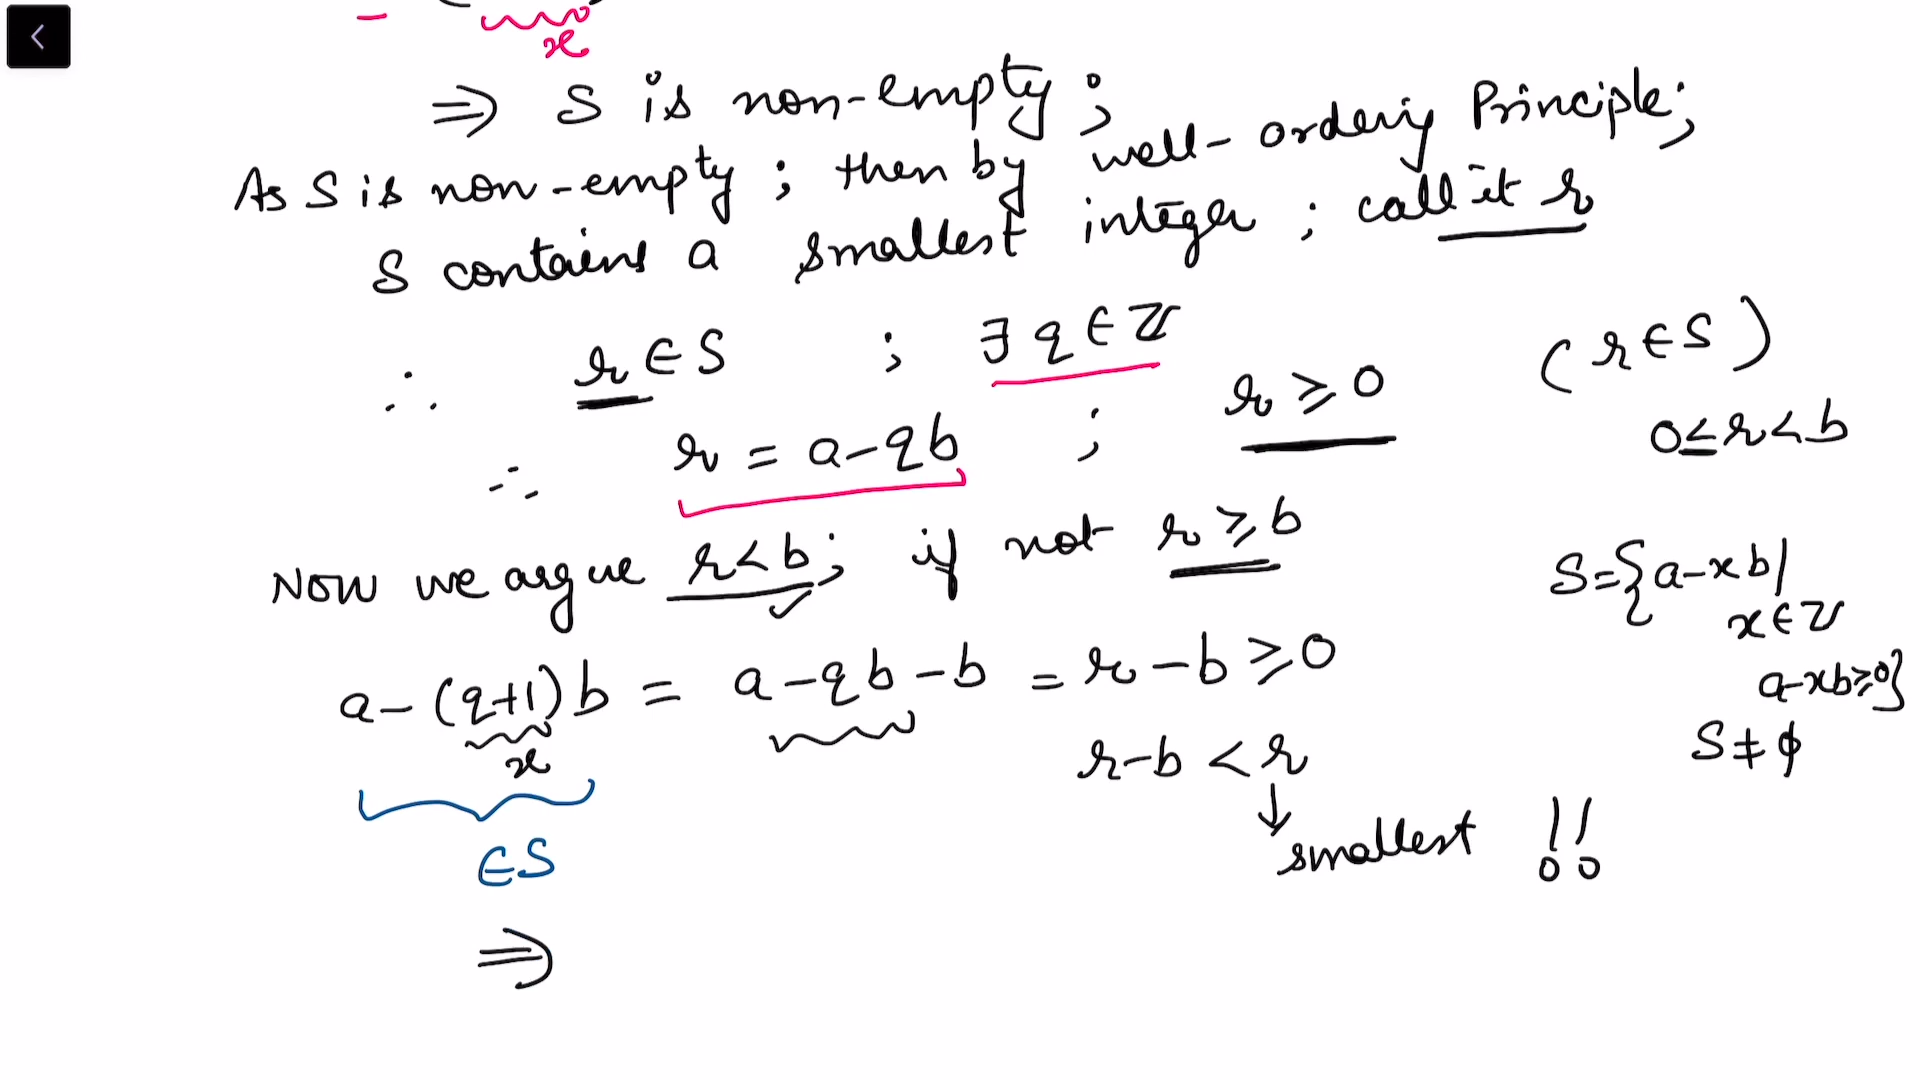 x
⇒ S is non-empty ;
As S is non-empty ; then by well-ordering Principle;
S contains a smallest integer ; call it r
∴ r ∈ S ; ∃ q ∈ ℤ (r ∈ S)
∴ r = a-qb ; r ≥ 0 0≤r<b
Now we argue r<b ; if not r ≥ b
S={a-xb|
x ∈ ℤ
a-(q+1)b = a-qb-b = r-b ≥ 0
a-xb≥0}
x
r-b < r
S ≠ ϕ
↓
smallest !!
∈S
⇒